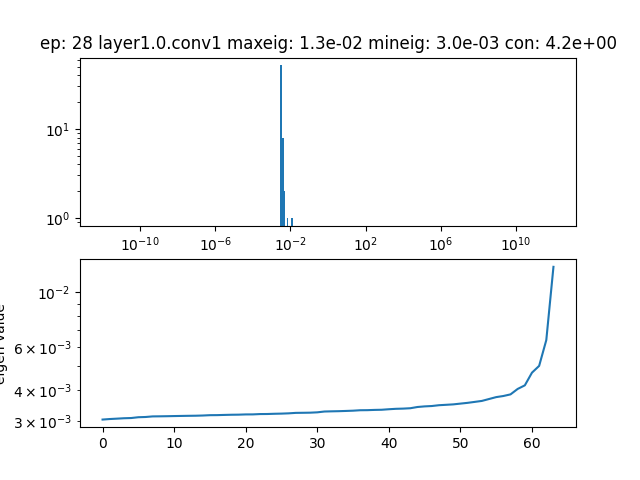 ep: 28 layer1.0.conv1 maxeig: 1.3e-02 mineig: 3.0e-03 con: 4.2e+00
10¹
10⁰
10⁻¹⁰ 10⁻⁶ 10⁻² 10² 10⁶ 10¹⁰
eigen value
10⁻²
6 × 10⁻³
4 × 10⁻³
3 × 10⁻³
0 10 20 30 40 50 60